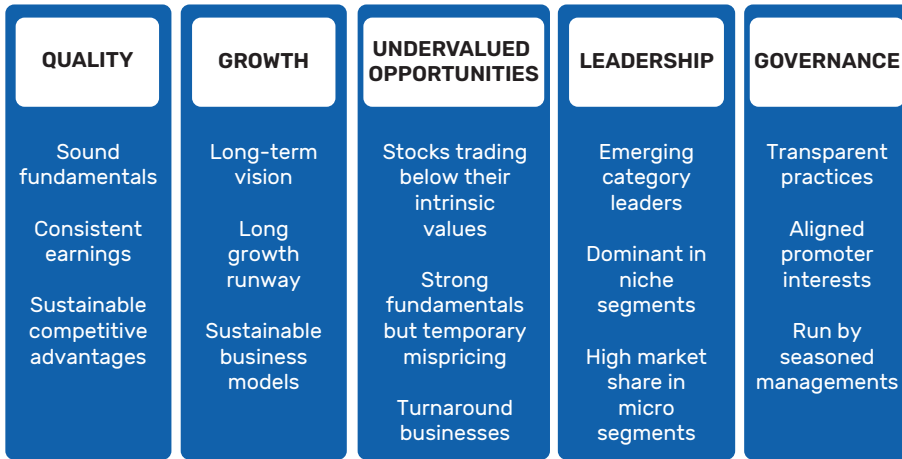 QUALITY
Sound
fundamentals
Consistent
earnings
Sustainable
competitive
advantages
GROWTH
Long-term
vision
Long
growth
runway
Sustainable
business
models
UNDERVALUED
OPPORTUNITIES
Stocks trading
below their
intrinsic
values
Strong
fundamentals
but temporary
mispricing
Turnaround
businesses
LEADERSHIP
Emerging
category
leaders
Dominant in
niche
segments
High market
share in
micro
segments
GOVERNANCE
Transparent
practices
Aligned
promoter
interests
Run by
seasoned
managements